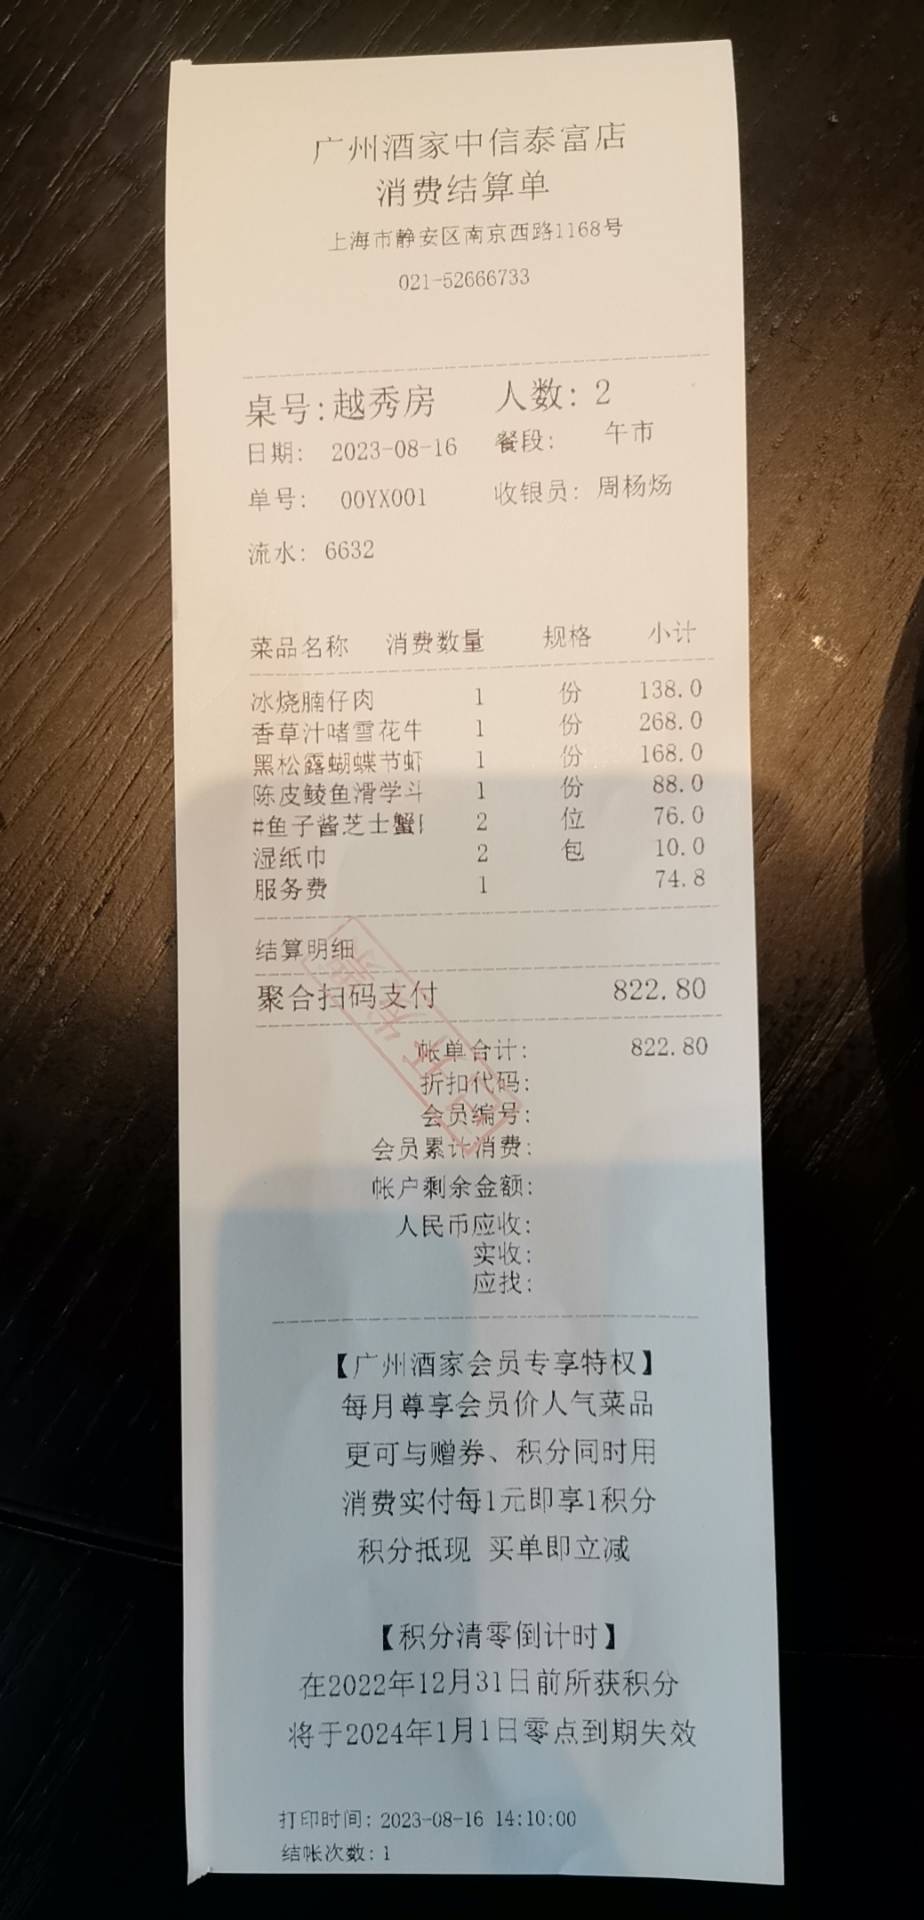 广州酒家中信泰富店
消费结算单
上海市静安区南京西路1168号
021-52666733
桌号:越秀房 人数: 2
日期: 2023-08-16 餐段: 午市
单号: 00YX001 收银员: 周杨炀
流水: 6632
菜品名称 消费数量 规格 小计
冰烧腩仔肉 1 份 138.0
香草汁啫雪花牛 1 份 268.0
黑松露蝴蝶节虾 1 份 168.0
陈皮鲮鱼滑学斗 1 份 88.0
#鱼子酱芝士蟹 2 位 76.0
湿纸巾 2 包 10.0
服务费 1 74.8
结算明细
聚合扫码支付 822.80
帐单合计: 822.80
折扣代码:
会员编号:
会员累计消费:
帐户剩余金额:
人民币应收:
实收:
应找:
【广州酒家会员专享特权】
每月尊享会员价人气菜品
更可与赠券、积分同时用
消费实付每1元即享1积分
积分抵现 买单即立减
【积分清零倒计时】
在2022年12月31日前所获积分
将于2024年1月1日零点到期失效
打印时间: 2023-08-16 14:10:00
结帐次数: 1